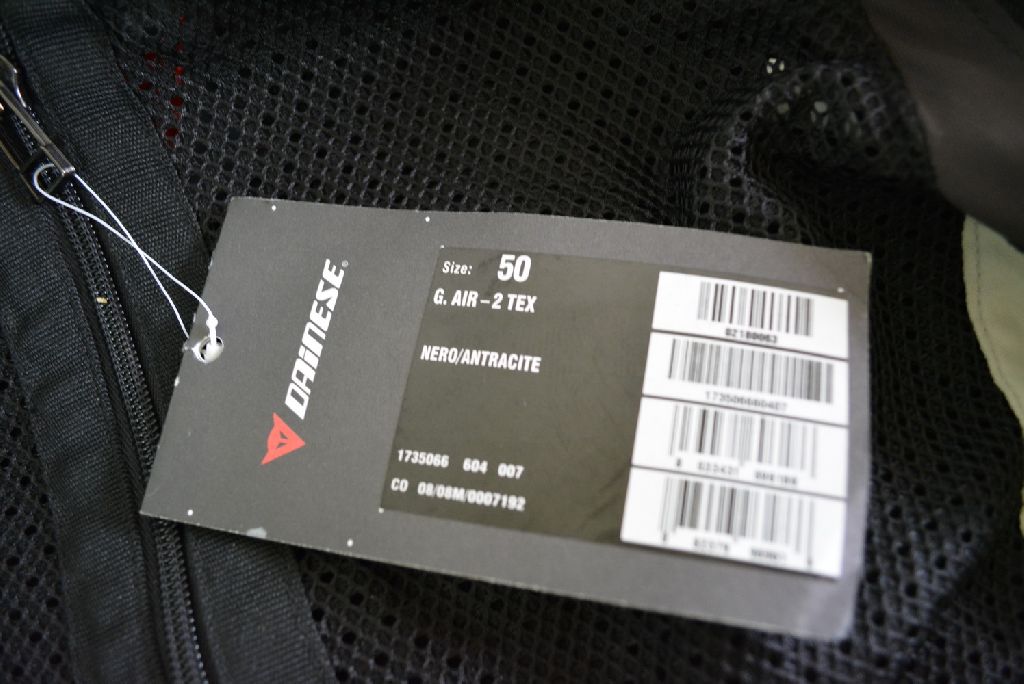 DAINESE®
Size: 50
G. AIR-2 TEX
NERO/ANTRACITE
1735066 604 007
CO 08/08M/0007192